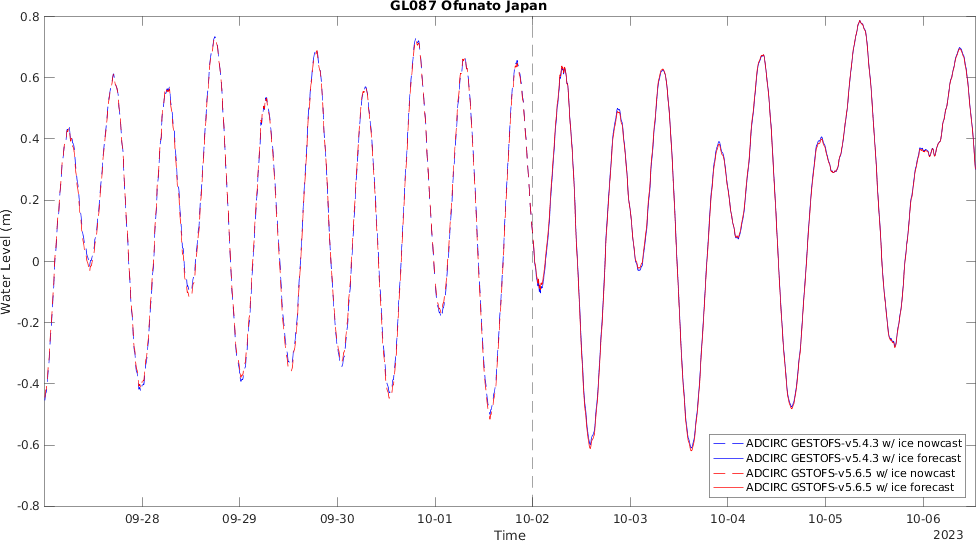 GL087 Ofunato Japan
Water Level (m)
0.8
0.6
0.4
0.2
0
-0.2
-0.4
-0.6
-0.8
ADCIRC GESTOFS-v5.4.3 w/ ice nowcast
ADCIRC GESTOFS-v5.4.3 w/ ice forecast
ADCIRC GSTOFS-v5.6.5 w/ ice nowcast
ADCIRC GSTOFS-v5.6.5 w/ ice forecast
09-28 09-29 09-30 10-01 10-02 10-03 10-04 10-05 10-06
Time
2023